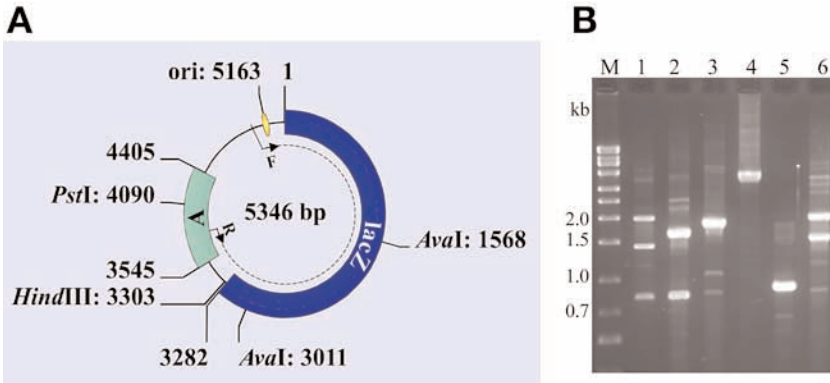 A
ori: 5163
1
F
4405
PstI: 4090
5346 bp
A
R
lacZ
AvaI: 1568
3545
HindIII: 3303
3282
AvaI: 3011
B
M 1 2 3 4 5 6
kb
2.0
1.5
1.0
0.7